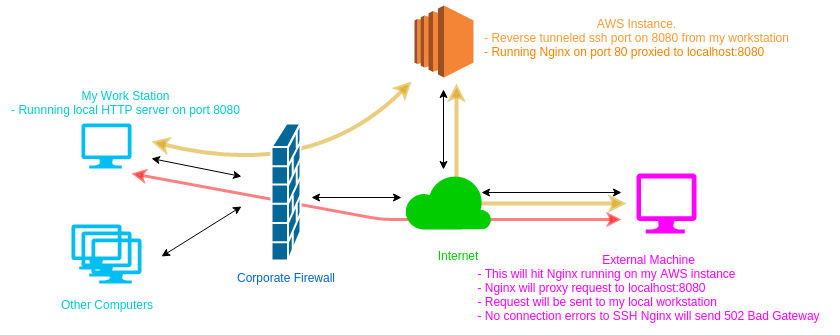 AWS Instance.
- Reverse tunneled ssh port on 8080 from my workstation
- Running Nginx on port 80 proxied to localhost:8080
My Work Station
- Runnning local HTTP server on port 8080
Internet
External Machine
- This will hit Nginx running on my AWS instance
- Nginx will proxy request to localhost:8080
- Request will be sent to my local workstation
- No connection errors to SSH Nginx will send 502 Bad Gateway
Corporate Firewall
Other Computers